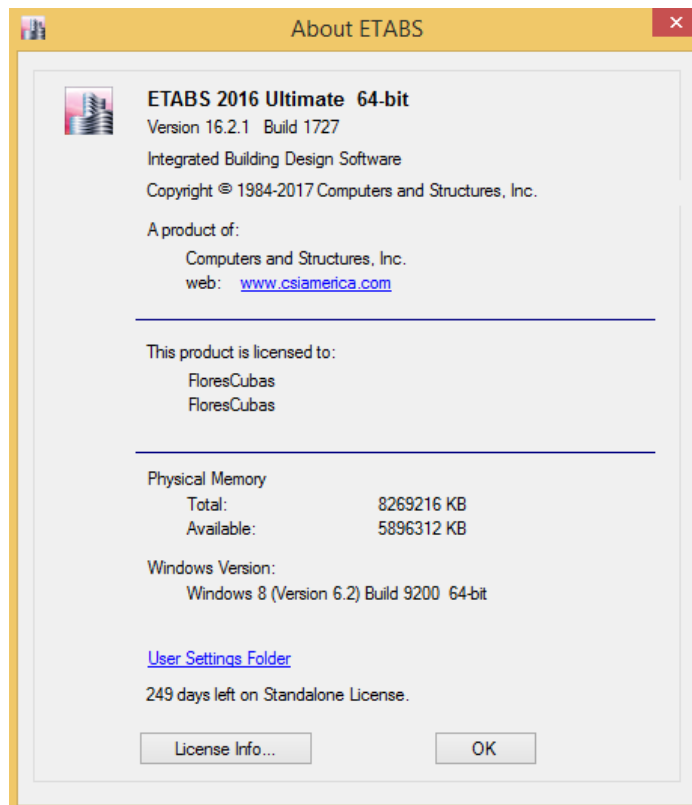 About ETABS
ETABS 2016 Ultimate 64-bit
Version 16.2.1 Build 1727
Integrated Building Design Software
Copyright © 1984-2017 Computers and Structures, Inc.
A product of:
Computers and Structures, Inc.
web: www.csiamerica.com
This product is licensed to:
FloresCubas
FloresCubas
Physical Memory
Total: 8269216 KB
Available: 5896312 KB
Windows Version:
Windows 8 (Version 6.2) Build 9200 64-bit
User Settings Folder
249 days left on Standalone License.
License Info... OK